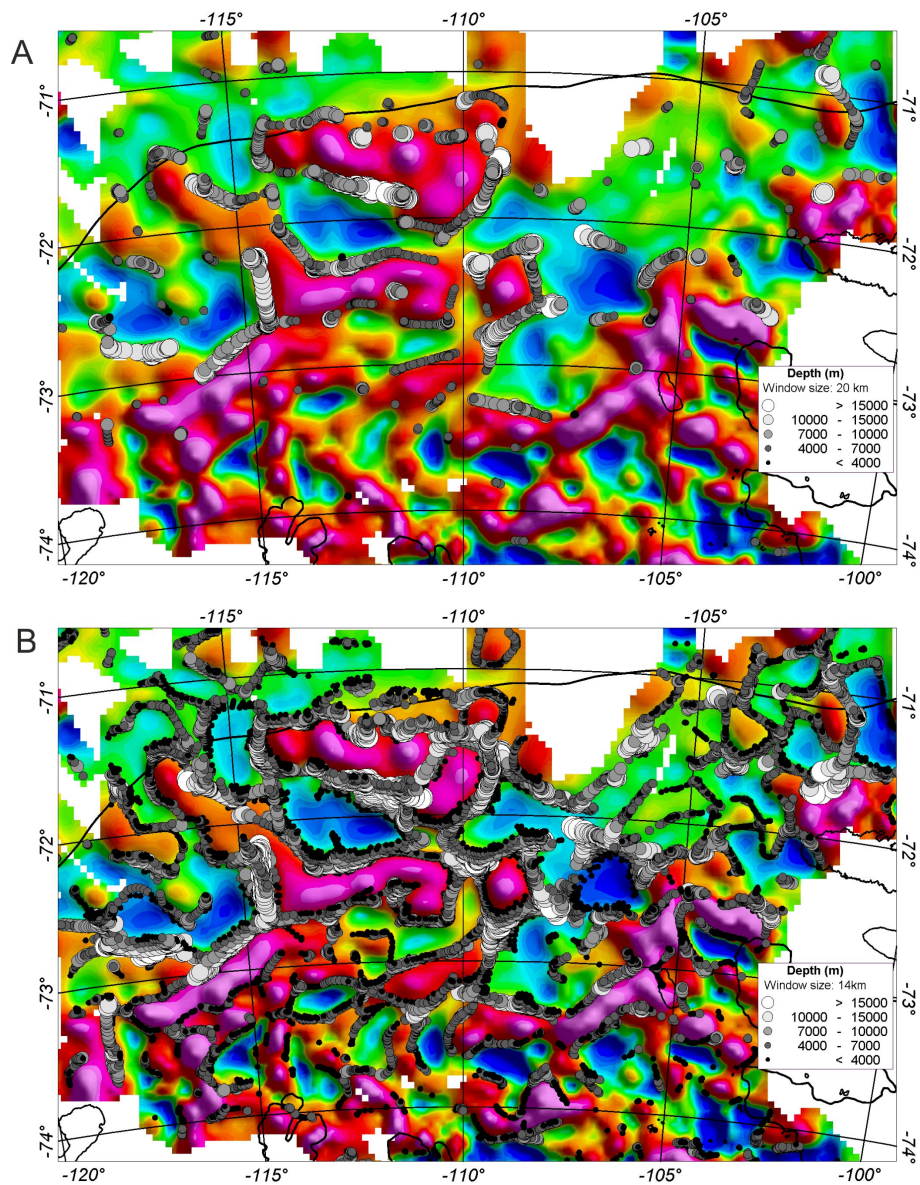 A
-115° -110° -105°
-71° -71°
-72° -72°
-73° -73°
-74° -74°
Depth (m)
Window size: 20 km
> 15000
10000 - 15000
7000 - 10000
4000 - 7000
< 4000
-120° -115° -110° -105° -100°
B
-115° -110° -105°
-71° -71°
-72° -72°
-73° -73°
-74° -74°
Depth (m)
Window size: 14km
> 15000
10000 - 15000
7000 - 10000
4000 - 7000
< 4000
-120° -115° -110° -105° -100°